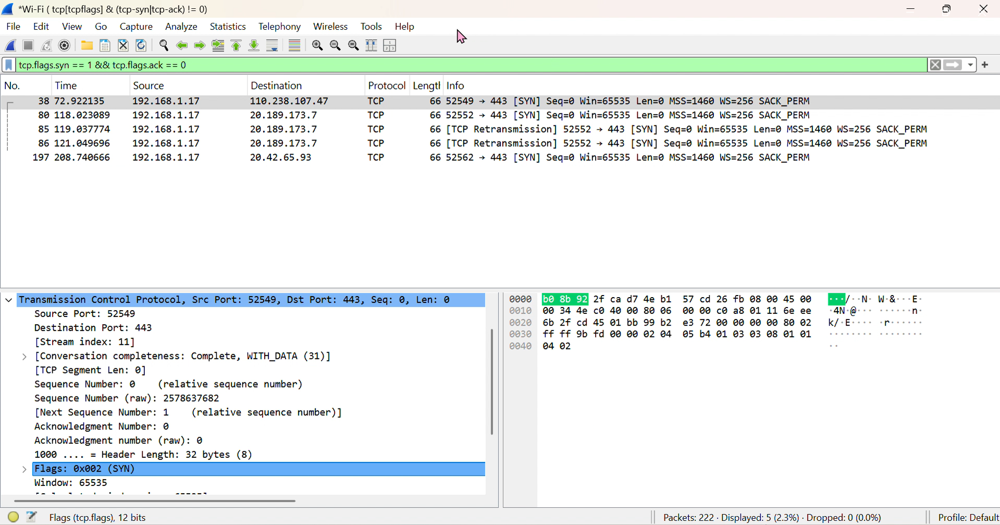 *Wi-Fi ( tcp[tcpflags] & (tcp-syn|tcp-ack) != 0)
File Edit View Go Capture Analyze Statistics Telephony Wireless Tools Help
tcp.flags.syn == 1 && tcp.flags.ack == 0
No. Time Source Destination Protocol Lengtl Info
38 72.922135 192.168.1.17 110.238.107.47 TCP 66 52549 → 443 [SYN] Seq=0 Win=65535 Len=0 MSS=1460 WS=256 SACK_PERM
80 118.023089 192.168.1.17 20.189.173.7 TCP 66 52552 → 443 [SYN] Seq=0 Win=65535 Len=0 MSS=1460 WS=256 SACK_PERM
85 119.037774 192.168.1.17 20.189.173.7 TCP 66 [TCP Retransmission] 52552 → 443 [SYN] Seq=0 Win=65535 Len=0 MSS=1460 WS=256 SACK_PERM
86 121.049696 192.168.1.17 20.189.173.7 TCP 66 [TCP Retransmission] 52552 → 443 [SYN] Seq=0 Win=65535 Len=0 MSS=1460 WS=256 SACK_PERM
197 208.740666 192.168.1.17 20.42.65.93 TCP 66 52562 → 443 [SYN] Seq=0 Win=65535 Len=0 MSS=1460 WS=256 SACK_PERM
Transmission Control Protocol, Src Port: 52549, Dst Port: 443, Seq: 0, Len: 0
Source Port: 52549
Destination Port: 443
[Stream index: 11]
[Conversation completeness: Complete, WITH_DATA (31)]
[TCP Segment Len: 0]
Sequence Number: 0 (relative sequence number)
Sequence Number (raw): 2578637682
[Next Sequence Number: 1 (relative sequence number)]
Acknowledgment Number: 0
Acknowledgment number (raw): 0
1000 .... = Header Length: 32 bytes (8)
Flags: 0x002 (SYN)
Window: 65535
0000 b0 8b 92 2f ca d7 4e b1 57 cd 26 fb 08 00 45 00 ···/··N· W·&···E·
0010 00 34 4e c0 40 00 80 06 00 00 c0 a8 01 11 6e ee ·4N·@··· ······n·
0020 6b 2f cd 45 01 bb 99 b2 e3 72 00 00 00 00 80 02 k/·E···· ·r······
0030 ff ff 9b fd 00 00 02 04 05 b4 01 03 03 08 01 01 ········ ········
0040 04 02 ··
Flags (tcp.flags), 12 bits
Packets: 222 · Displayed: 5 (2.3%) · Dropped: 0 (0.0%)
Profile: Default